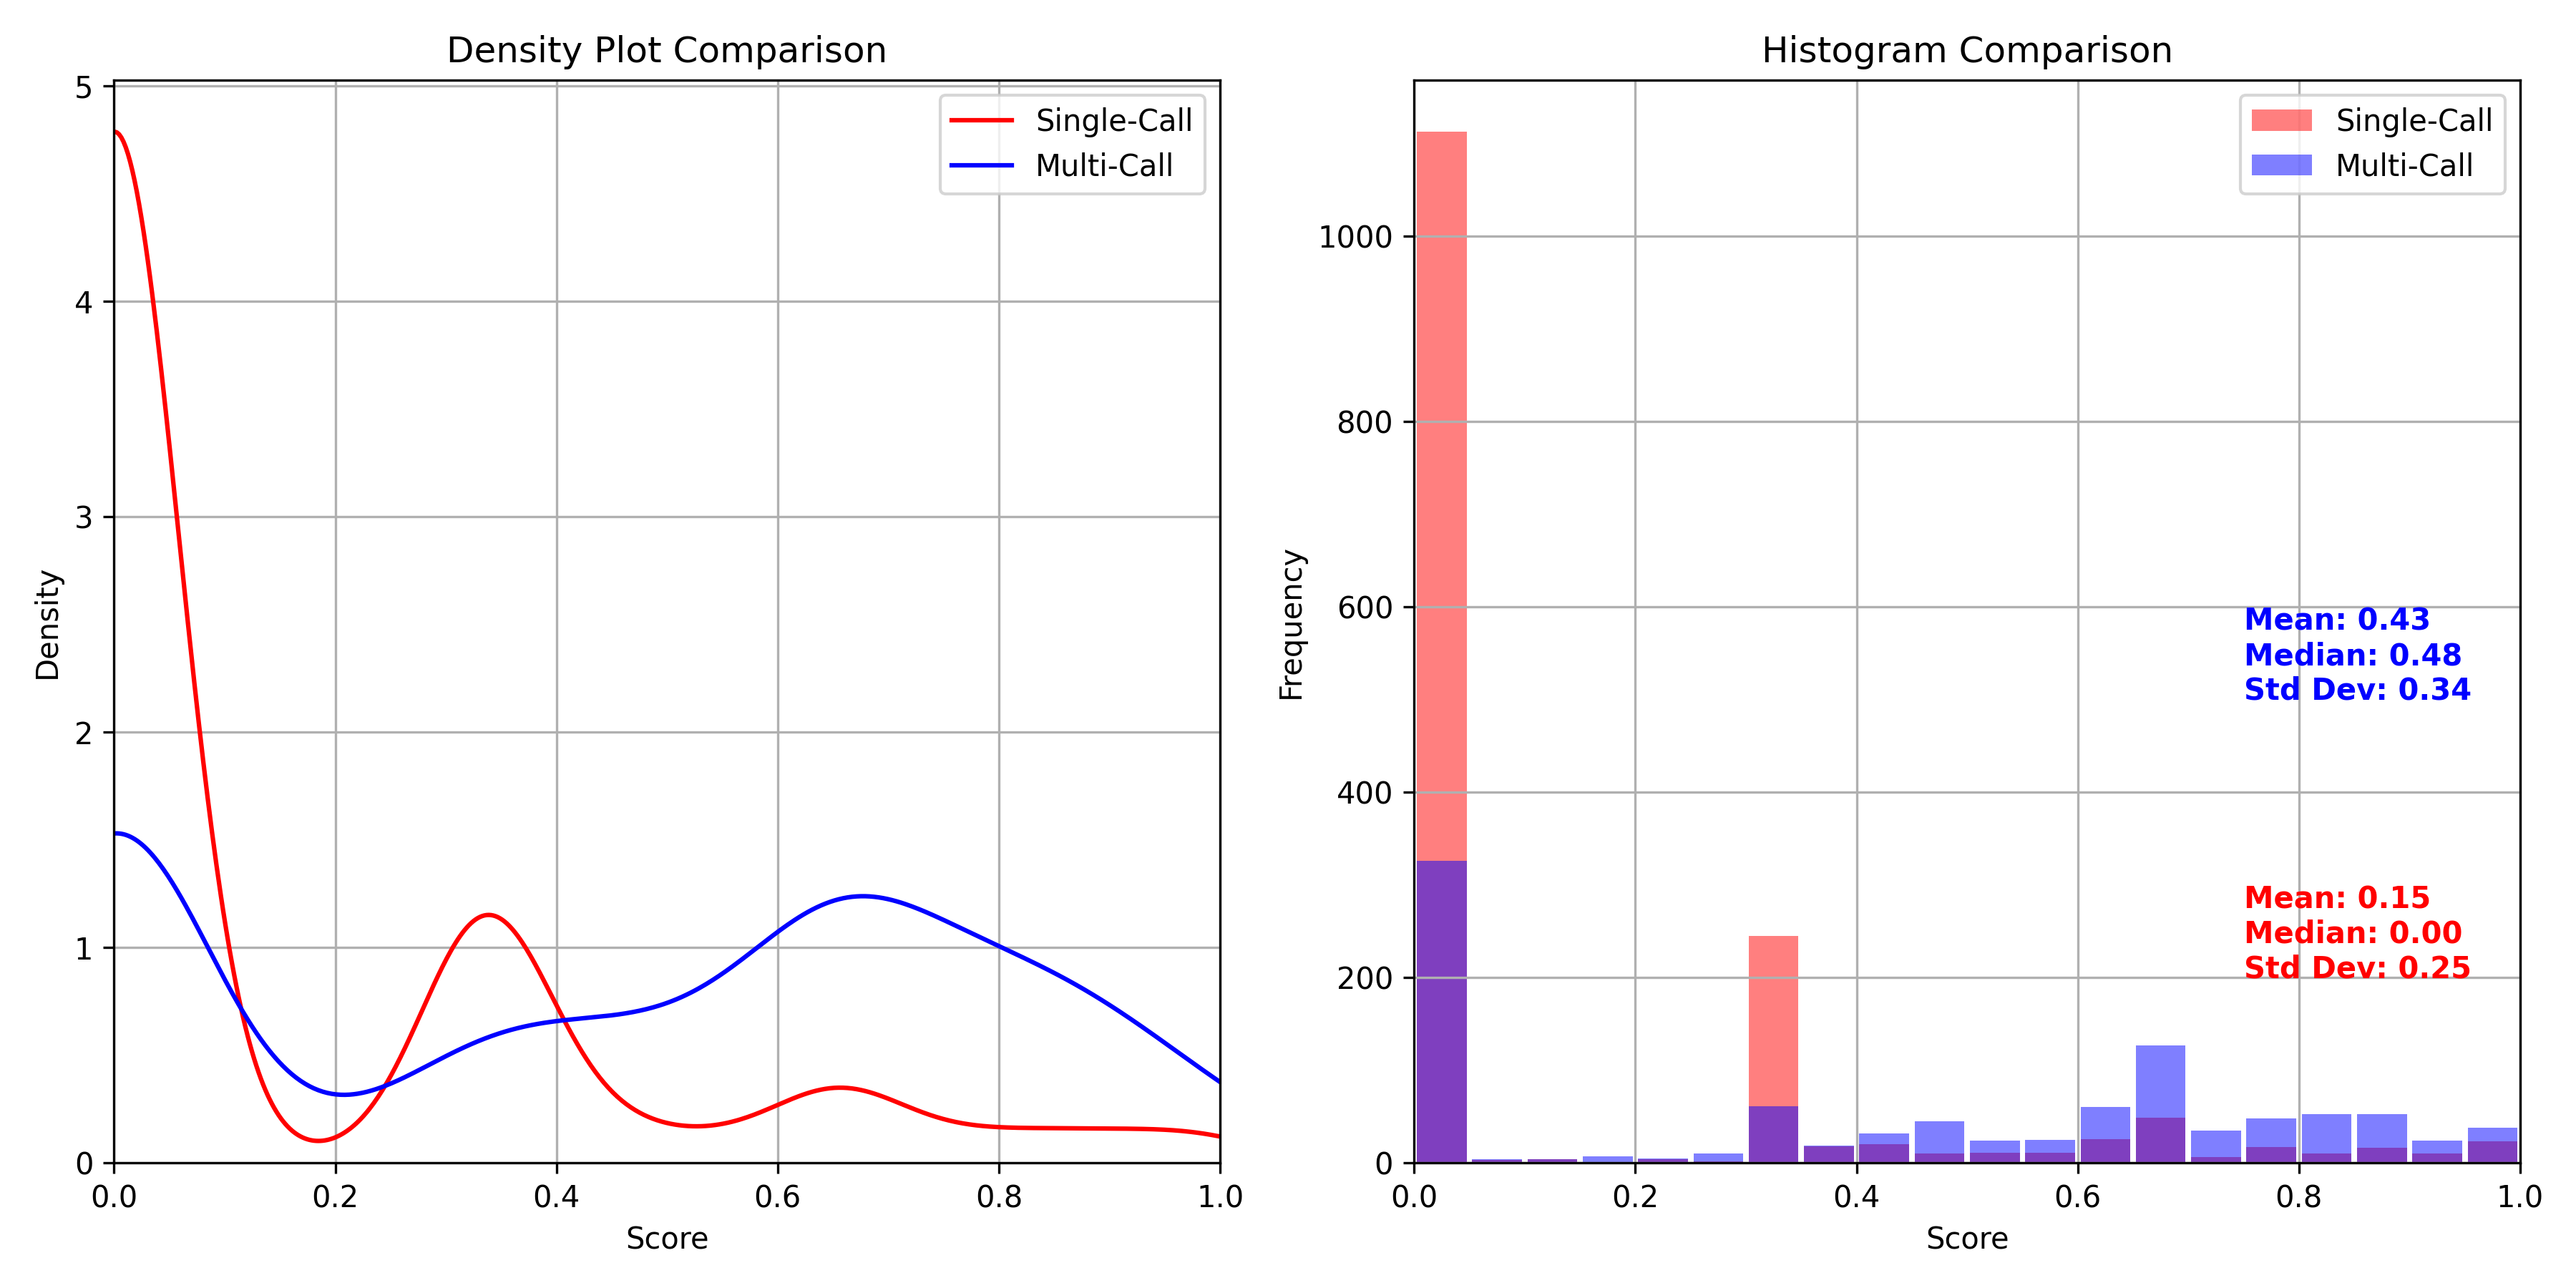 Density Plot Comparison
5
4
3
2
1
0
Density
0.0 0.2 0.4 0.6 0.8 1.0
Score
Single-Call
Multi-Call
Histogram Comparison
1000
800
600
400
200
0
Frequency
0.0 0.2 0.4 0.6 0.8 1.0
Score
Single-Call
Multi-Call
Mean: 0.43
Median: 0.48
Std Dev: 0.34
Mean: 0.15
Median: 0.00
Std Dev: 0.25